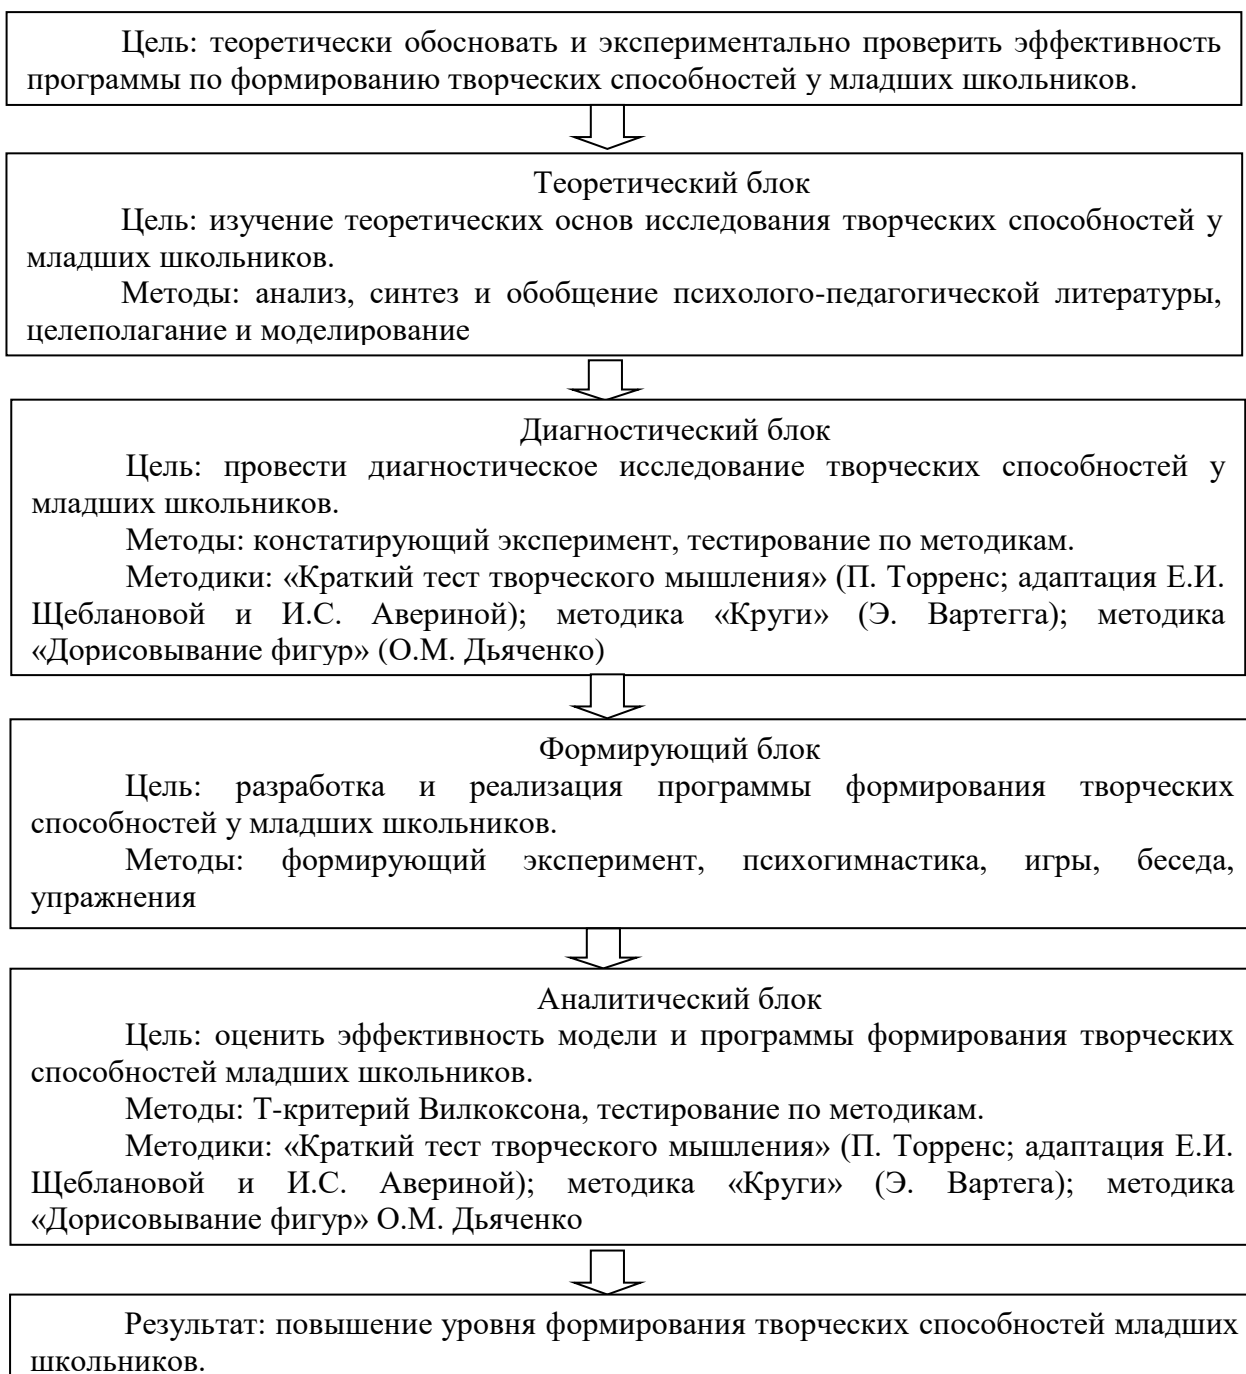 Цель: теоретически обосновать и экспериментально проверить эффективность
программы по формированию творческих способностей у младших школьников.
Теоретический блок
Цель: изучение теоретических основ исследования творческих способностей у
младших школьников.
Методы: анализ, синтез и обобщение психолого-педагогической литературы,
целеполагание и моделирование
Диагностический блок
Цель: провести диагностическое исследование творческих способностей у
младших школьников.
Методы: констатирующий эксперимент, тестирование по методикам.
Методики: «Краткий тест творческого мышления» (П. Торренс; адаптация Е.И.
Щеблановой и И.С. Авериной); методика «Круги» (Э. Вартегга); методика
«Дорисовывание фигур» (О.М. Дьяченко)
Формирующий блок
Цель: разработка и реализация программы формирования творческих
способностей у младших школьников.
Методы: формирующий эксперимент, психогимнастика, игры, беседа,
упражнения
Аналитический блок
Цель: оценить эффективность модели и программы формирования творческих
способностей младших школьников.
Методы: Т-критерий Вилкоксона, тестирование по методикам.
Методики: «Краткий тест творческого мышления» (П. Торренс; адаптация Е.И.
Щеблановой и И.С. Авериной); методика «Круги» (Э. Вартега); методика
«Дорисовывание фигур» О.М. Дьяченко
Результат: повышение уровня формирования творческих способностей младших
школьников.